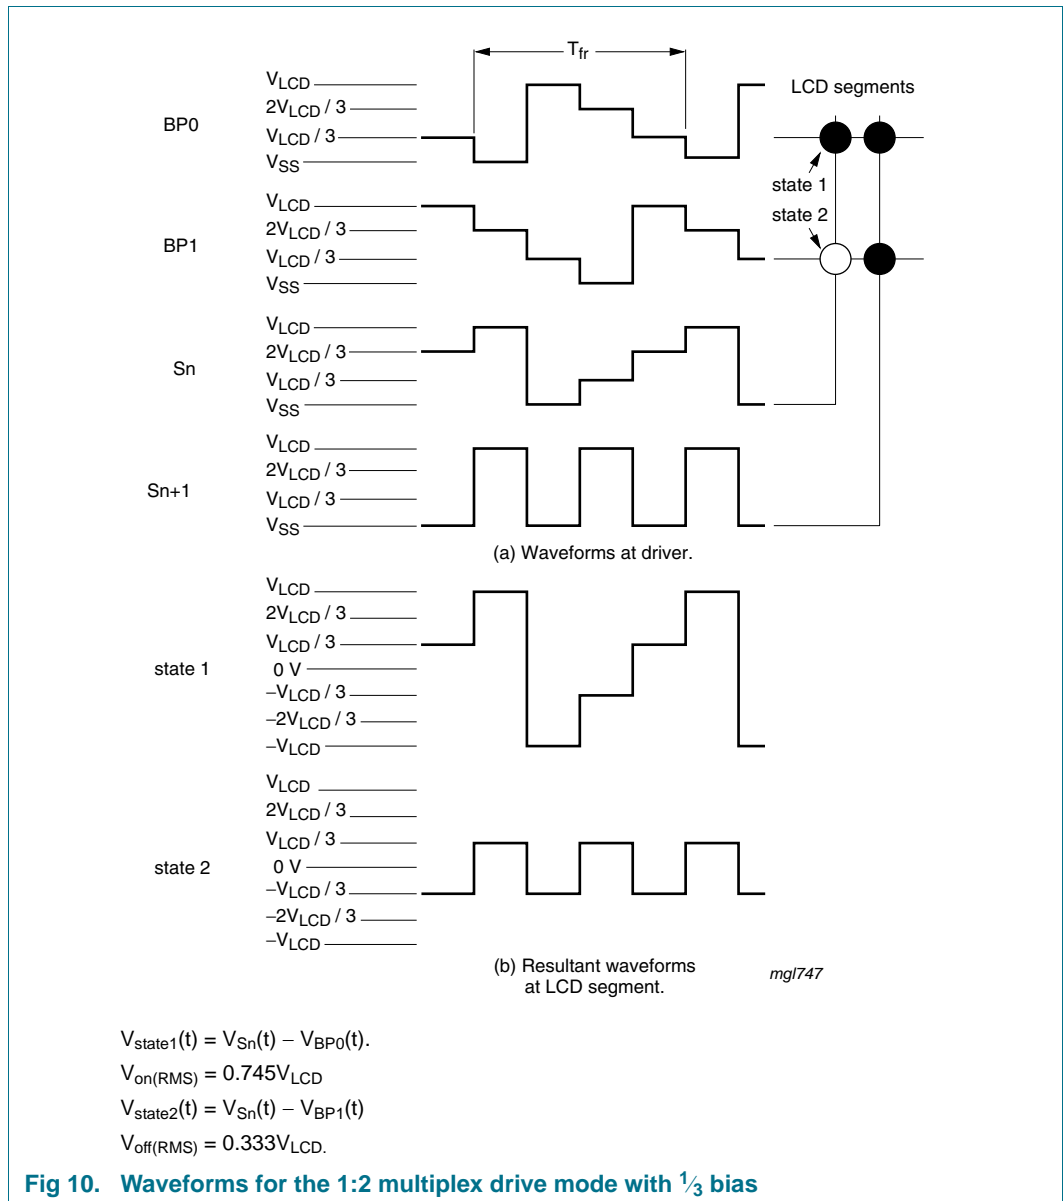 T_fr
V_LCD
2V_LCD / 3
V_LCD / 3
V_SS
BP0
LCD segments
state 1
state 2
V_LCD
2V_LCD / 3
V_LCD / 3
V_SS
BP1
V_LCD
2V_LCD / 3
V_LCD / 3
V_SS
Sn
V_LCD
2V_LCD / 3
V_LCD / 3
V_SS
Sn+1
(a) Waveforms at driver.
V_LCD
2V_LCD / 3
V_LCD / 3
0 V
−V_LCD / 3
−2V_LCD / 3
−V_LCD
state 1
V_LCD
2V_LCD / 3
V_LCD / 3
0 V
−V_LCD / 3
−2V_LCD / 3
−V_LCD
state 2
(b) Resultant waveforms
at LCD segment.
mgl747
V_state1(t) = V_Sn(t) − V_BP0(t).
V_on(RMS) = 0.745V_LCD
V_state2(t) = V_Sn(t) − V_BP1(t)
V_off(RMS) = 0.333V_LCD.
Fig 10. Waveforms for the 1:2 multiplex drive mode with 1⁄3 bias